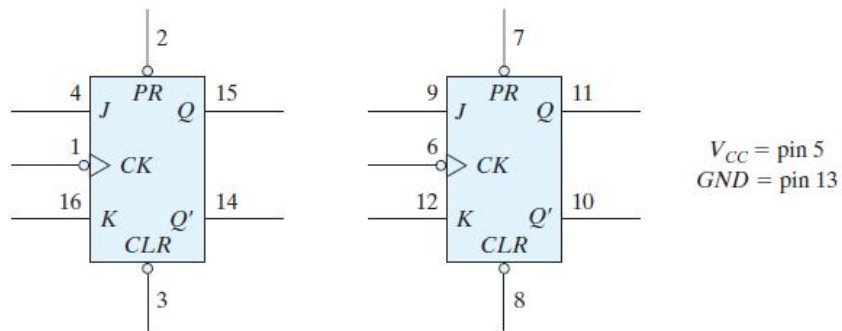 2 7
4 PR 15 9 PR 11
J Q J Q
1 6
CK CK
V_CC = pin 5
GND = pin 13
16 14 12 10
K Q' K Q'
CLR CLR
3 8